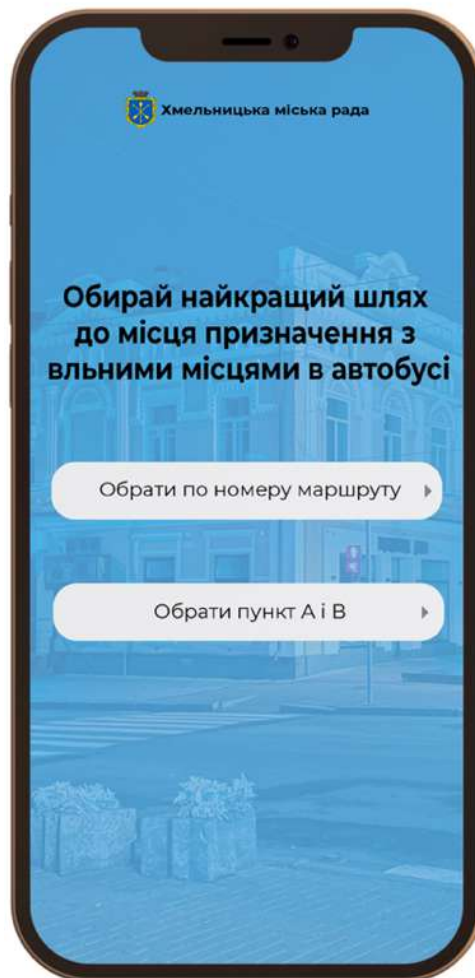 Хмельницька міська рада
Обирай найкращий шлях
до місця призначення з
вльними місцями в автобусі
Обрати по номеру маршруту
Обрати пункт А і В